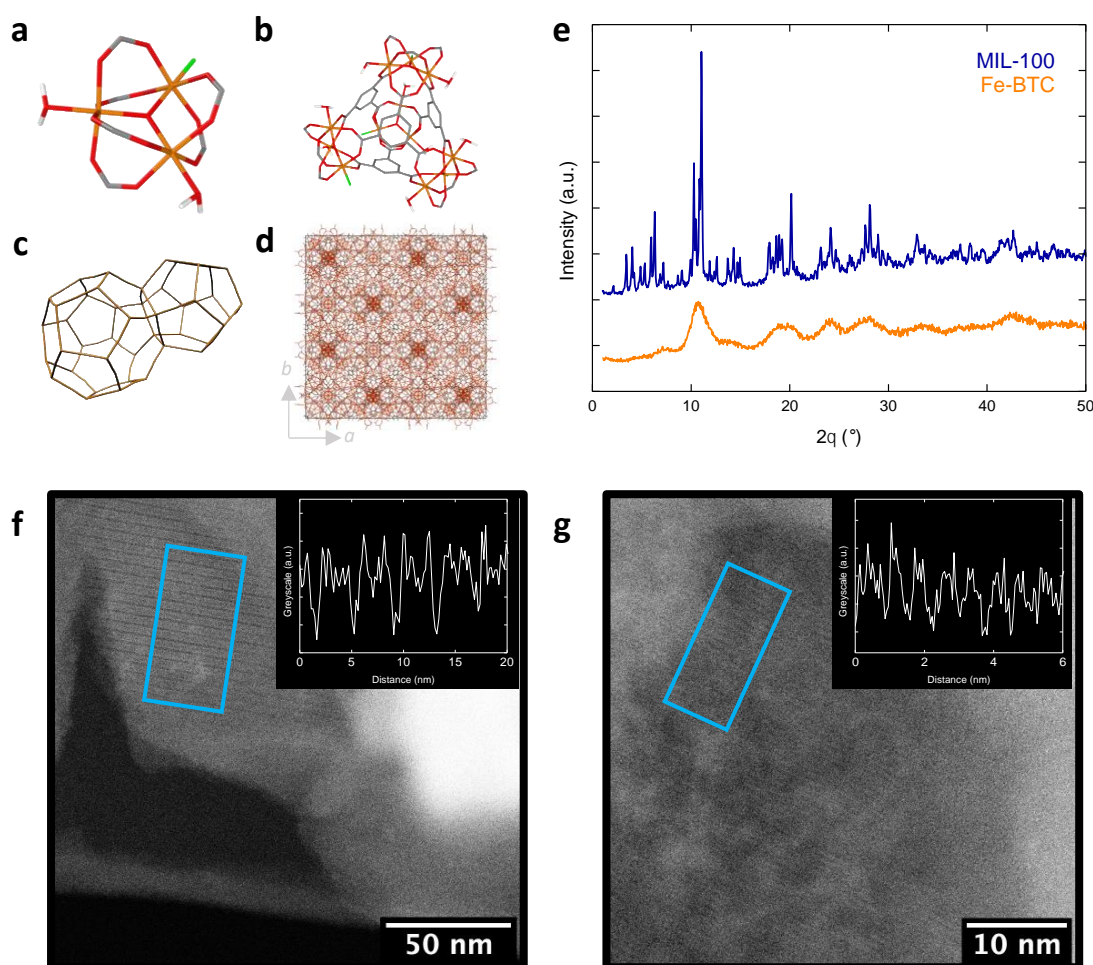 a
b
c
d
b
a
e
MIL-100
Fe-BTC
Intensity (a.u.)
0 10 20 30 40 50
2q (°)
f
Greyscale (a.u.)
0 5 10 15 20
Distance (nm)
50 nm
g
Greyscale (a.u.)
0 2 4 6
Distance (nm)
10 nm